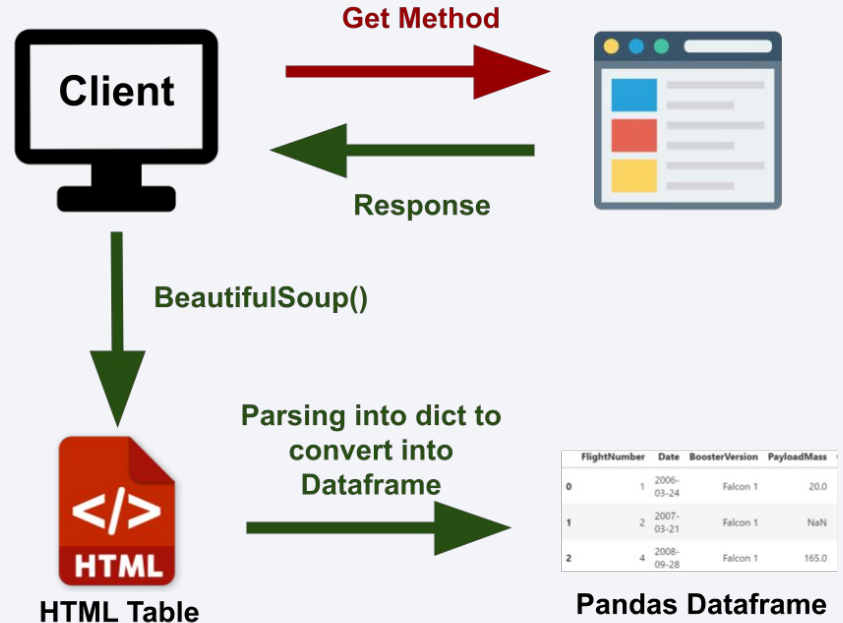 Get Method
Client
Response
BeautifulSoup()
Parsing into dict to
convert into
Dataframe
</>
HTML
HTML Table
FlightNumber Date BoosterVersion PayloadMass
0 1 2006-03-24 Falcon 1 20.0
1 2 2007-03-21 Falcon 1 NaN
2 4 2008-09-28 Falcon 1 165.0
Pandas Dataframe